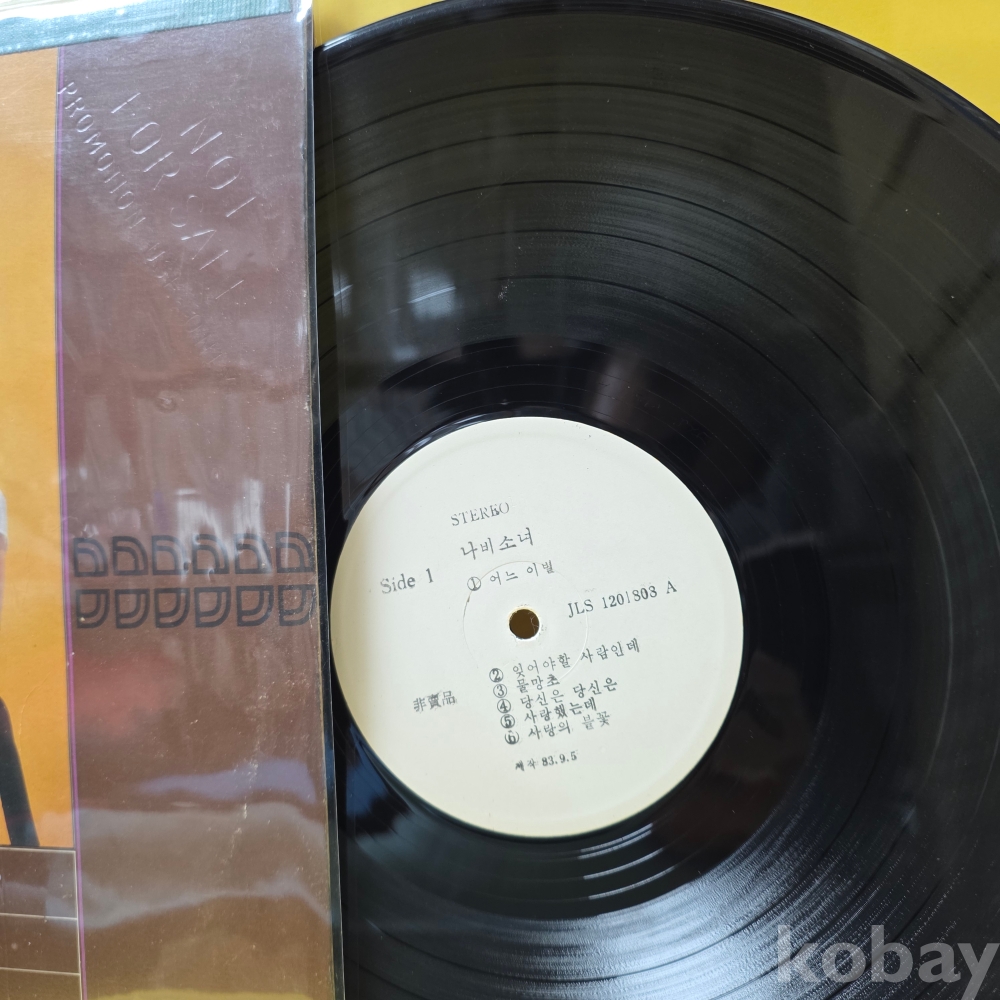 NOT
FOR SALE
PROMOTION
STEREO
나비소녀
Side 1
① 어느 이별
JLS 1201803 A
② 잊어야할 사람인데
③ 물망초
④ 당신은 당신은
⑤ 사랑했는데
⑥ 사랑의 불꽃
非賣品
제작 83.9.5
kobay